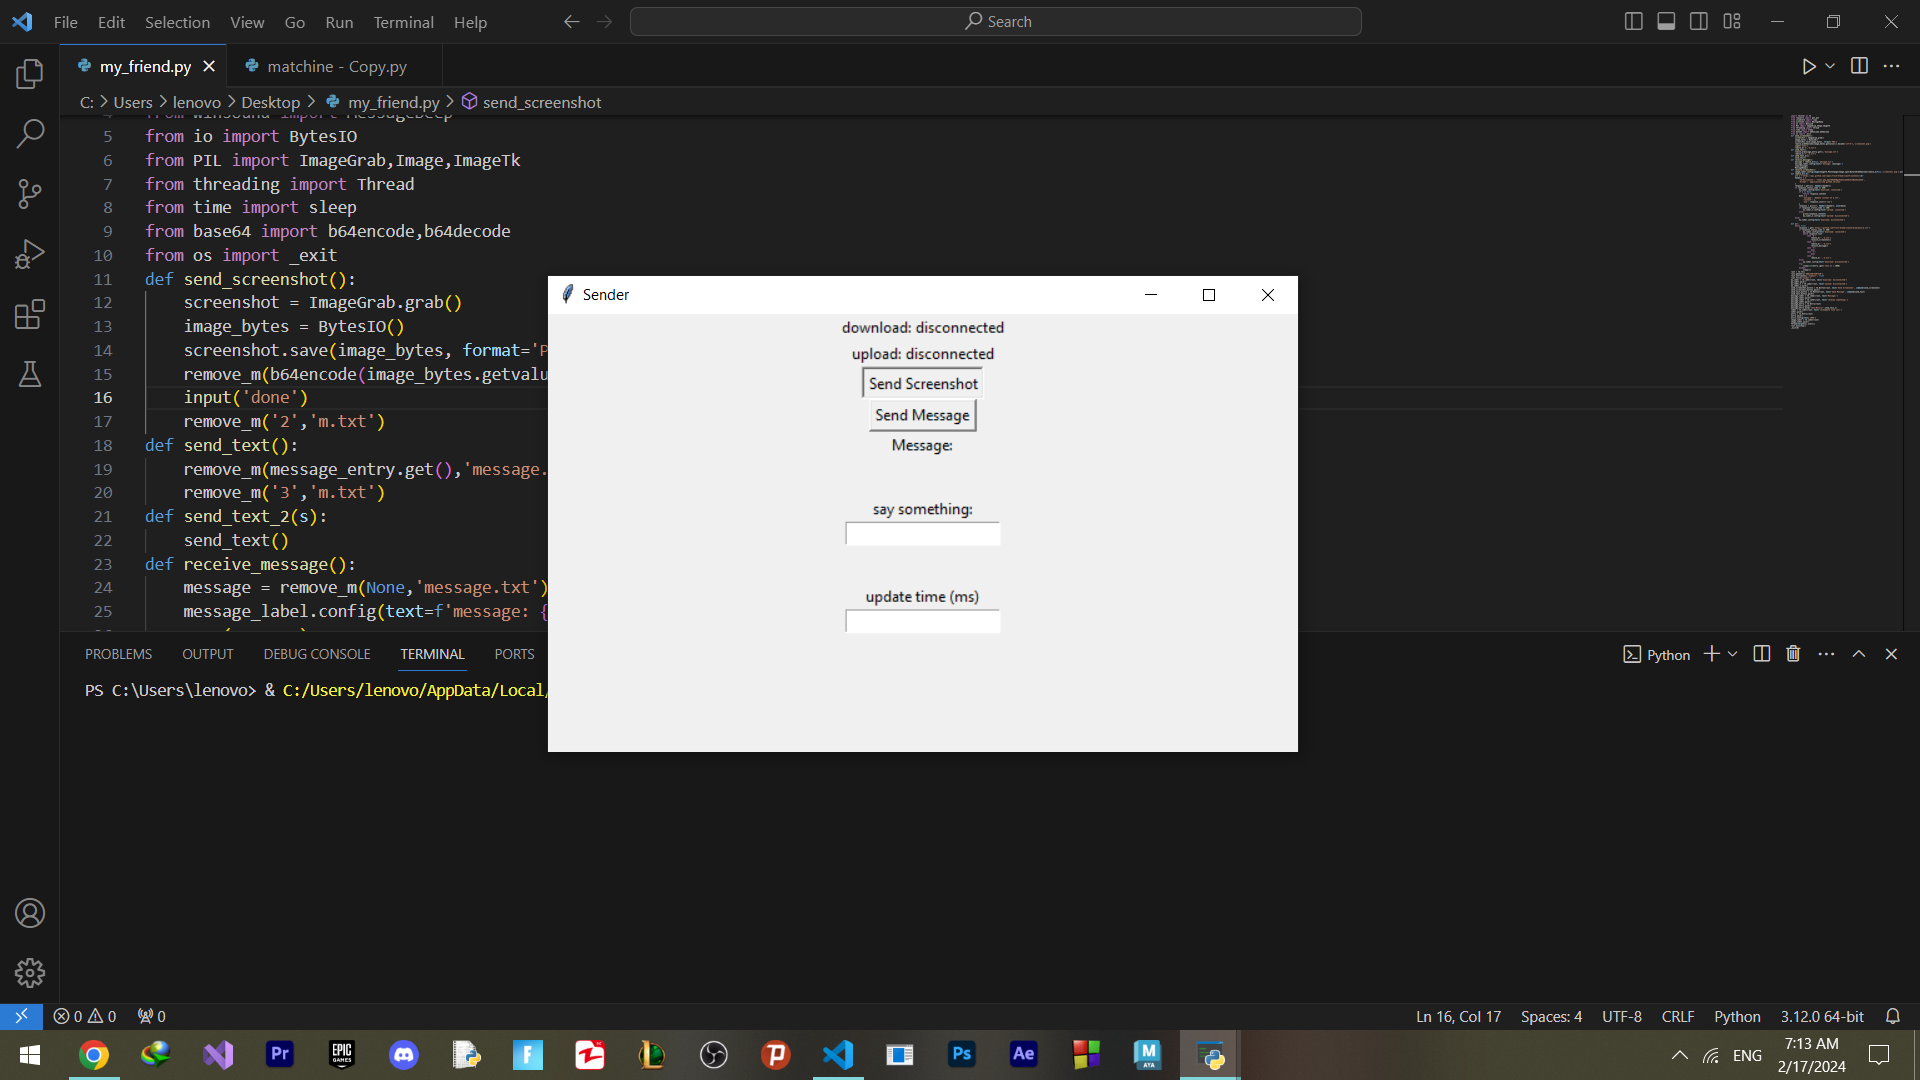 File Edit Selection View Go Run Terminal Help
Search
my_friend.py
matchine - Copy.py
C: > Users > lenovo > Desktop > my_friend.py > send_screenshot
5 from io import BytesIO
6 from PIL import ImageGrab,Image,ImageTk
7 from threading import Thread
8 from time import sleep
9 from base64 import b64encode,b64decode
10 from os import _exit
11 def send_screenshot():
12 screenshot = ImageGrab.grab()
13 image_bytes = BytesIO()
14 screenshot.save(image_bytes, format='P
15 remove_m(b64encode(image_bytes.getvalu
16 input('done')
17 remove_m('2','m.txt')
18 def send_text():
19 remove_m(message_entry.get(),'message.
20 remove_m('3','m.txt')
21 def send_text_2(s):
22 send_text()
23 def receive_message():
24 message = remove_m(None,'message.txt')
25 message_label.config(text=f'message: {
Sender
download: disconnected
upload: disconnected
Send Screenshot
Send Message
Message:
say something:
update time (ms)
PROBLEMS OUTPUT DEBUG CONSOLE TERMINAL PORTS
Python
PS C:\Users\lenovo> & C:/Users/lenovo/AppData/Local/
0 0 0
Ln 16, Col 17 Spaces: 4 UTF-8 CRLF Python 3.12.0 64-bit
Pr
EPIC
GAMES
Ps
Ae
M
AYA
ENG
7:13 AM
2/17/2024